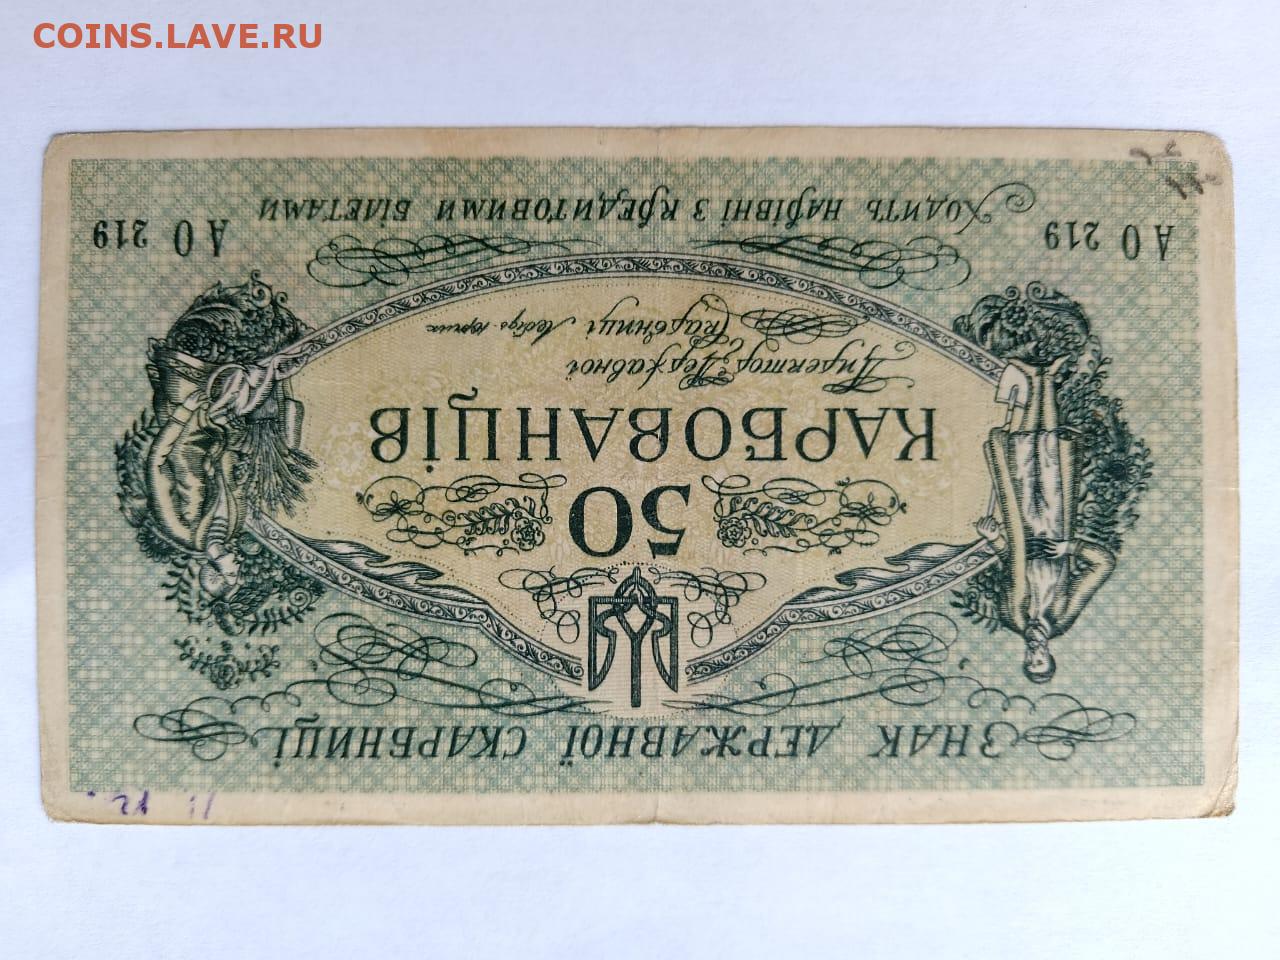 COINS.LAVE.RU
ЗНАК ДЕРЖАВНОЇ СКАРБНИЦІ
50
КАРБОВАНЦІВ
Директор Державної
Скарбниці
АО 219
АО 219
Ходить нарівні з кредитовими білетами